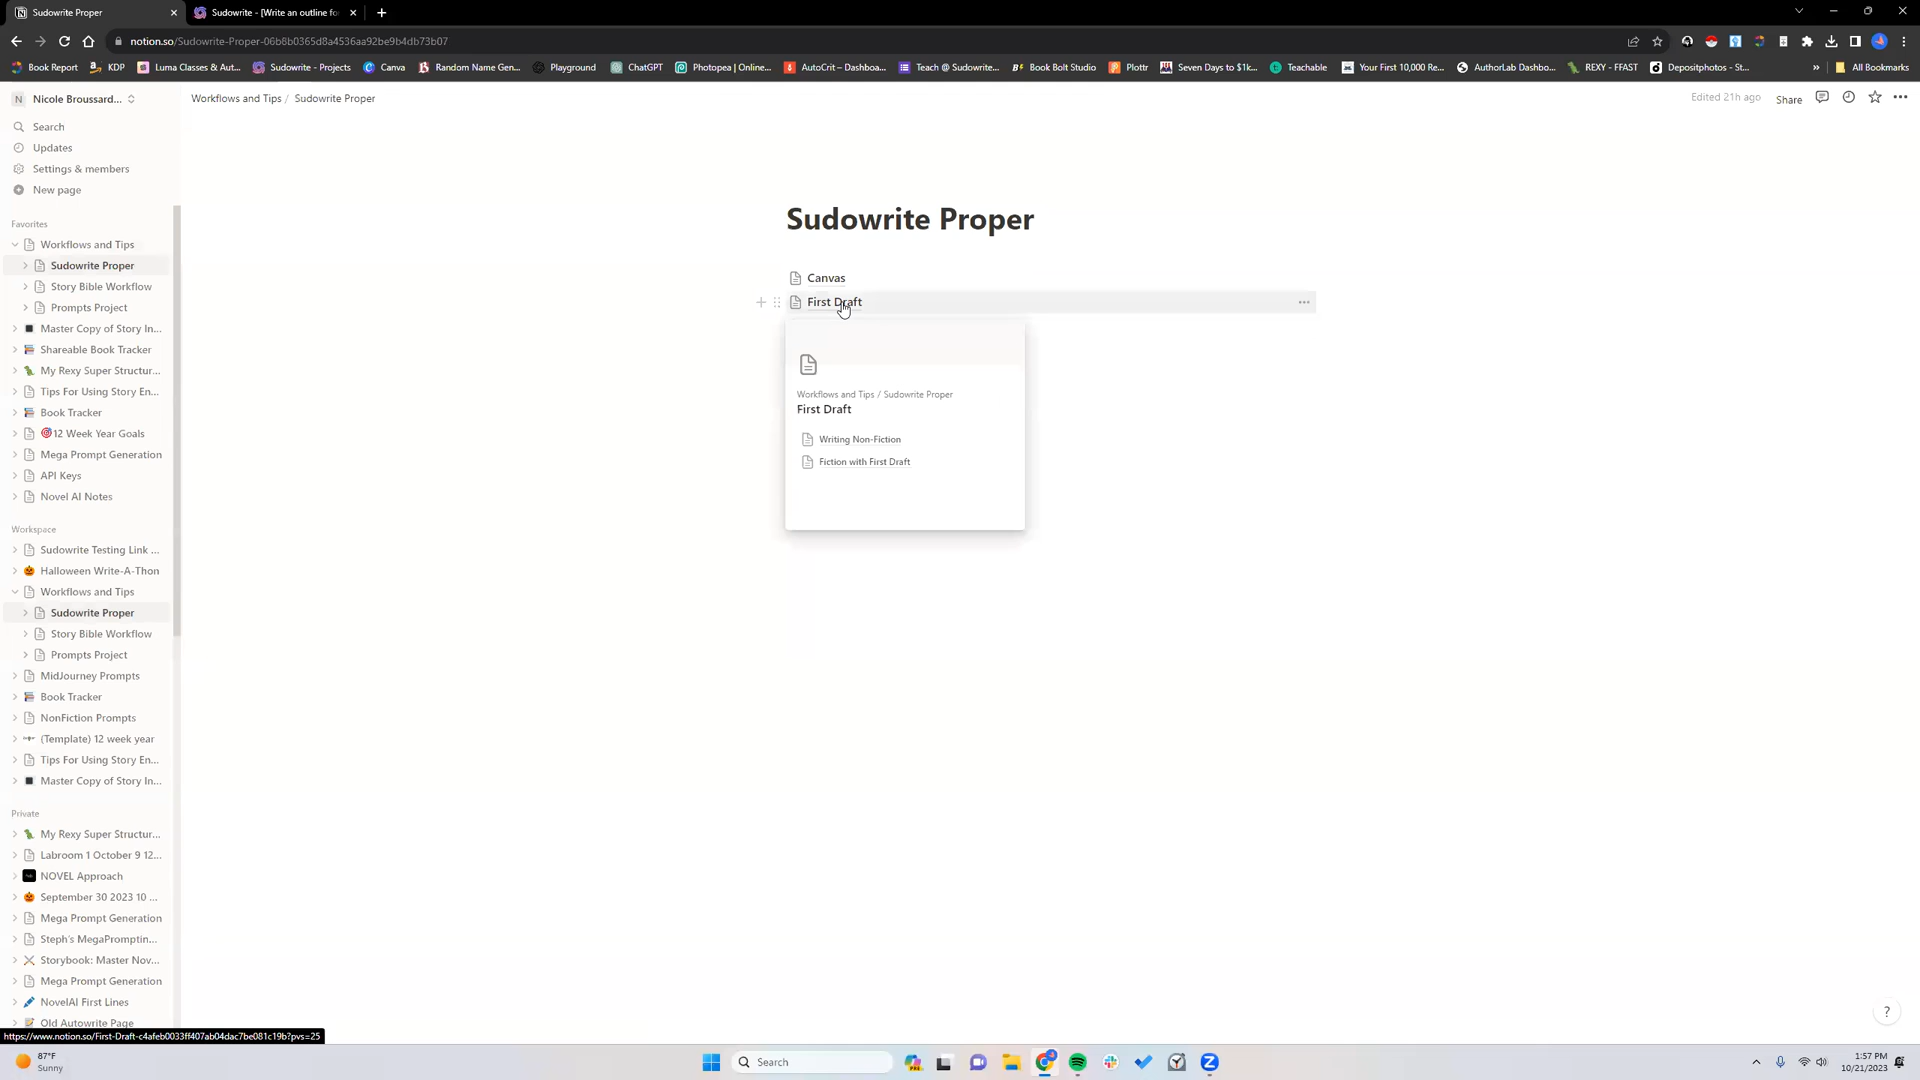 Sudowrite Proper
Sudowrite - [Write an outline fo
notion.so/Sudowrite-Proper-06b8b0365d8a4536aa92be9b4db73b07
Book Report
KDP
Luma Classes & Aut...
Sudowrite - Projects
Canva
Random Name Gen...
Playground
ChatGPT
Photopea | Online...
AutoCrit – Dashboa...
Teach @ Sudowrite...
Book Bolt Studio
Plottr
Seven Days to $1k...
Teachable
Your First 10,000 Re...
AuthorLab Dashbo...
REXY - FFAST
Depositphotos - St...
All Bookmarks
N Nicole Broussard...
Workflows and Tips / Sudowrite Proper
Edited 21h ago
Share
Search
Updates
Settings & members
New page
Favorites
Workflows and Tips
Sudowrite Proper
Story Bible Workflow
Prompts Project
Master Copy of Story In...
Shareable Book Tracker
My Rexy Super Structur...
Tips For Using Story En...
Book Tracker
12 Week Year Goals
Mega Prompt Generation
API Keys
Novel AI Notes
Workspace
Sudowrite Testing Link ...
Halloween Write-A-Thon
Workflows and Tips
Sudowrite Proper
Story Bible Workflow
Prompts Project
MidJourney Prompts
Book Tracker
NonFiction Prompts
(Template) 12 week year
Tips For Using Story En...
Master Copy of Story In...
Private
My Rexy Super Structur...
Labroom 1 October 9 12...
NOVEL Approach
September 30 2023 10 ...
Mega Prompt Generation
Steph's MegaPromptin...
Storybook: Master Nov...
Mega Prompt Generation
NovelAI First Lines
Old Autowrite Page
Sudowrite Proper
Canvas
First Draft
Workflows and Tips / Sudowrite Proper
First Draft
Writing Non-Fiction
Fiction with First Draft
?
https://www.notion.so/First-Draft-c4afeb0033ff407ab04dac7be081c19b?pvs=25
87°F
Sunny
Search
1:57 PM
10/21/2023